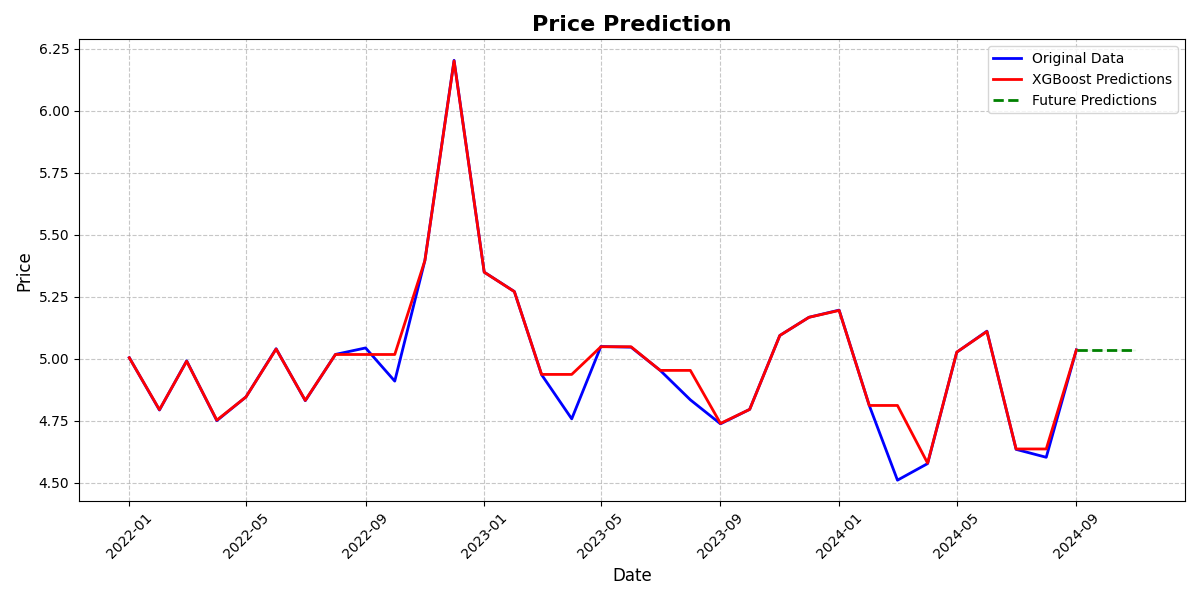 Price Prediction
6.25
6.00
5.75
5.50
5.25
5.00
4.75
4.50
Price
Original Data
XGBoost Predictions
Future Predictions
2022-01
2022-05
2022-09
2023-01
2023-05
2023-09
2024-01
2024-05
2024-09
Date